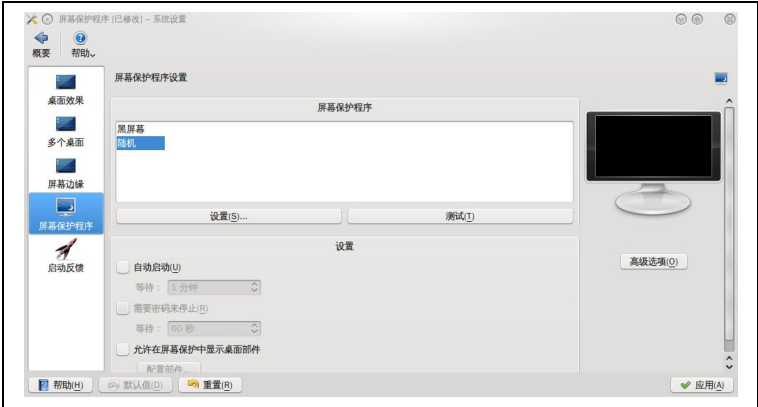 屏幕保护程序 [已修改] – 系统设置
概要 帮助
桌面效果
多个桌面
屏幕边缘
屏幕保护程序
启动反馈
屏幕保护程序设置
屏幕保护程序
黑屏幕
随机
设置(S)... 测试(T)
设置
自动启动(U)
等待： 1 分钟
需要密码来停止(R)
等待： 60 秒
允许在屏幕保护中显示桌面部件
配置部件...
高级选项(O)
帮助(H) 默认值(D) 重置(R) 应用(A)